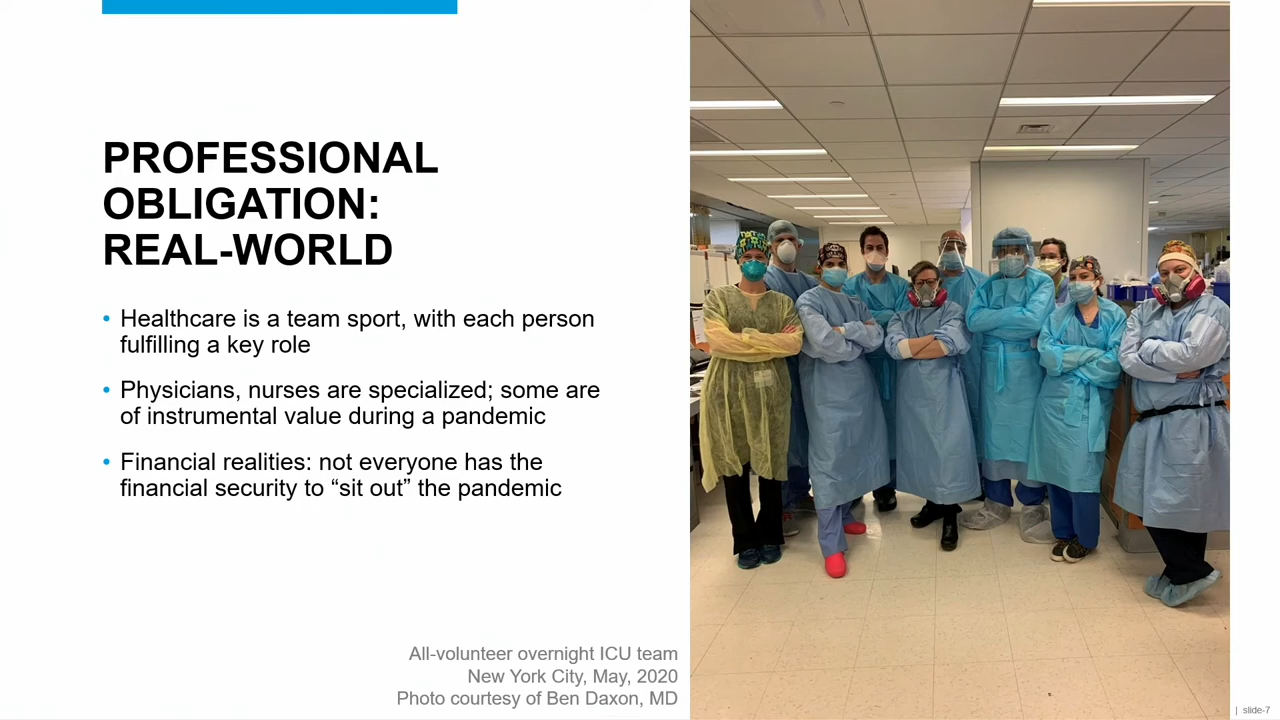 PROFESSIONAL
OBLIGATION:
REAL-WORLD
• Healthcare is a team sport, with each person
fulfilling a key role
• Physicians, nurses are specialized; some are
of instrumental value during a pandemic
• Financial realities: not everyone has the
financial security to “sit out” the pandemic
All-volunteer overnight ICU team
New York City, May, 2020
Photo courtesy of Ben Daxon, MD
| slide-7